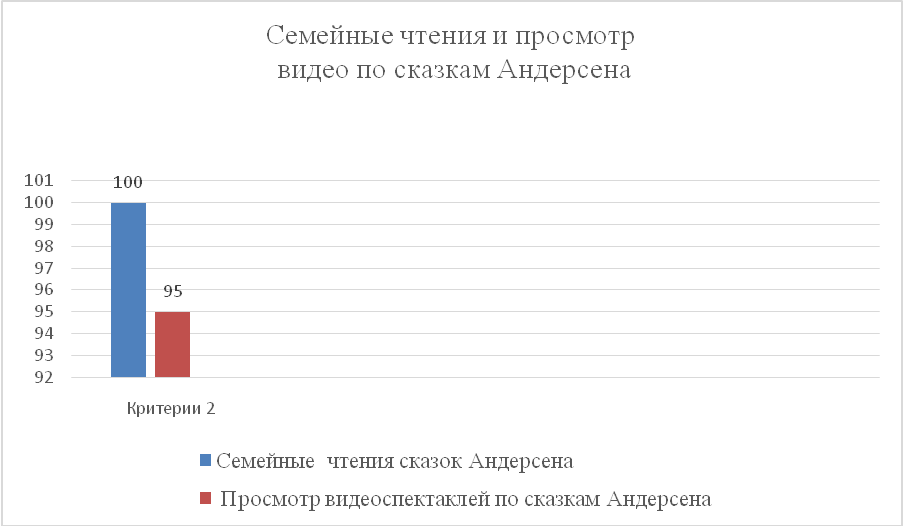 Семейные чтения и просмотр
видео по сказкам Андерсена
101
100
99
98
97
96
95
94
93
92
100
95
Критерии 2
Семейные чтения сказок Андерсена
Просмотр видеоспектаклей по сказкам Андерсена